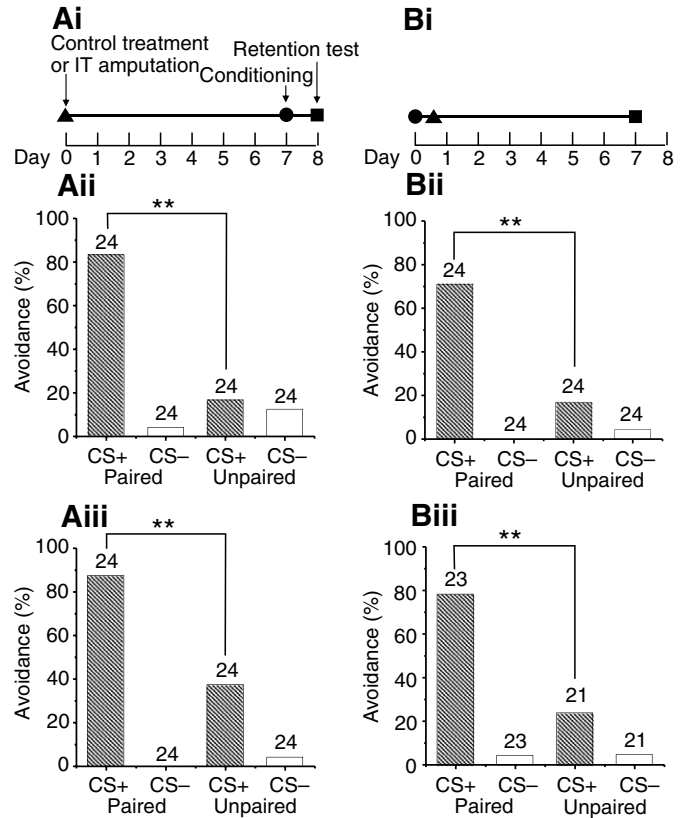 Ai
Control treatment
or IT amputation
Retention test
Conditioning
Day 0 1 2 3 4 5 6 7 8
Bi
Day 0 1 2 3 4 5 6 7 8
Aii
**
Avoidance (%)
100
80
60
40
20
0
24
24
24
24
CS+ CS– CS+ CS–
Paired Unpaired
Bii
**
Avoidance (%)
100
80
60
40
20
0
24
24
24
24
CS+ CS– CS+ CS–
Paired Unpaired
Aiii
**
Avoidance (%)
100
80
60
40
20
0
24
24
24
24
CS+ CS– CS+ CS–
Paired Unpaired
Biii
**
Avoidance (%)
100
80
60
40
20
0
23
23
21
21
CS+ CS– CS+ CS–
Paired Unpaired